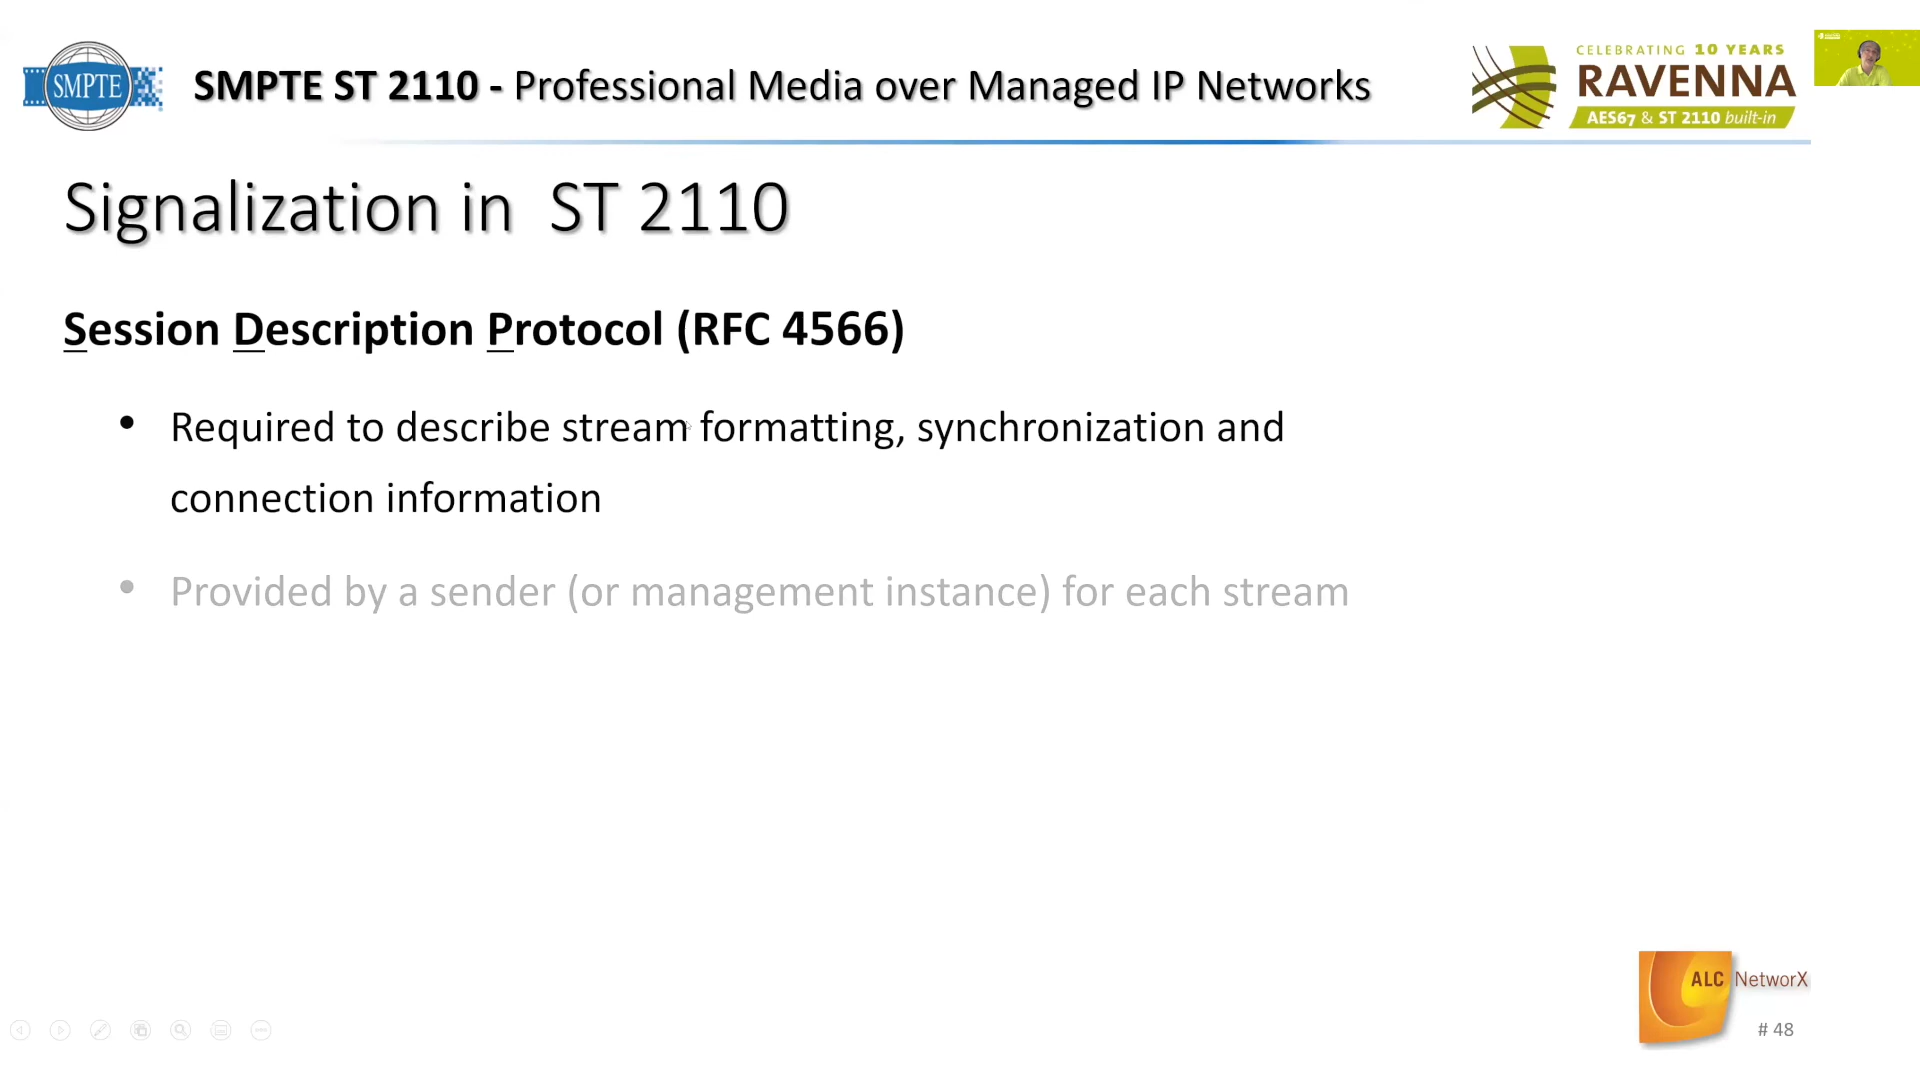 SMPTE
SMPTE ST 2110 - Professional Media over Managed IP Networks
CELEBRATING 10 YEARS
RAVENNA
AES67 & ST 2110 built-in
Signalization in ST 2110
Session Description Protocol (RFC 4566)
• Required to describe stream formatting, synchronization and
connection information
• Provided by a sender (or management instance) for each stream
ALC NetworX
# 48